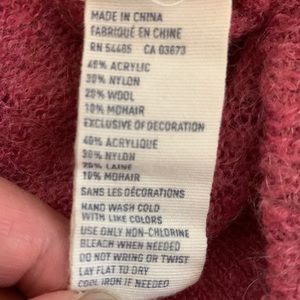 MADE IN CHINA
FABRIQUÉ EN CHINE
RN 54485 CA 03673
40% ACRYLIC
30% NYLON
20% WOOL
10% MOHAIR
EXCLUSIVE OF DECORATION
40% ACRYLIQUE
30% NYLON
20% LAINE
10% MOHAIR
SANS LES DÉCORATIONS
HAND WASH COLD
WITH LIKE COLORS
USE ONLY NON-CHLORINE
BLEACH WHEN NEEDED
DO NOT WRING OR TWIST
LAY FLAT TO DRY
COOL IRON IF NEEDED